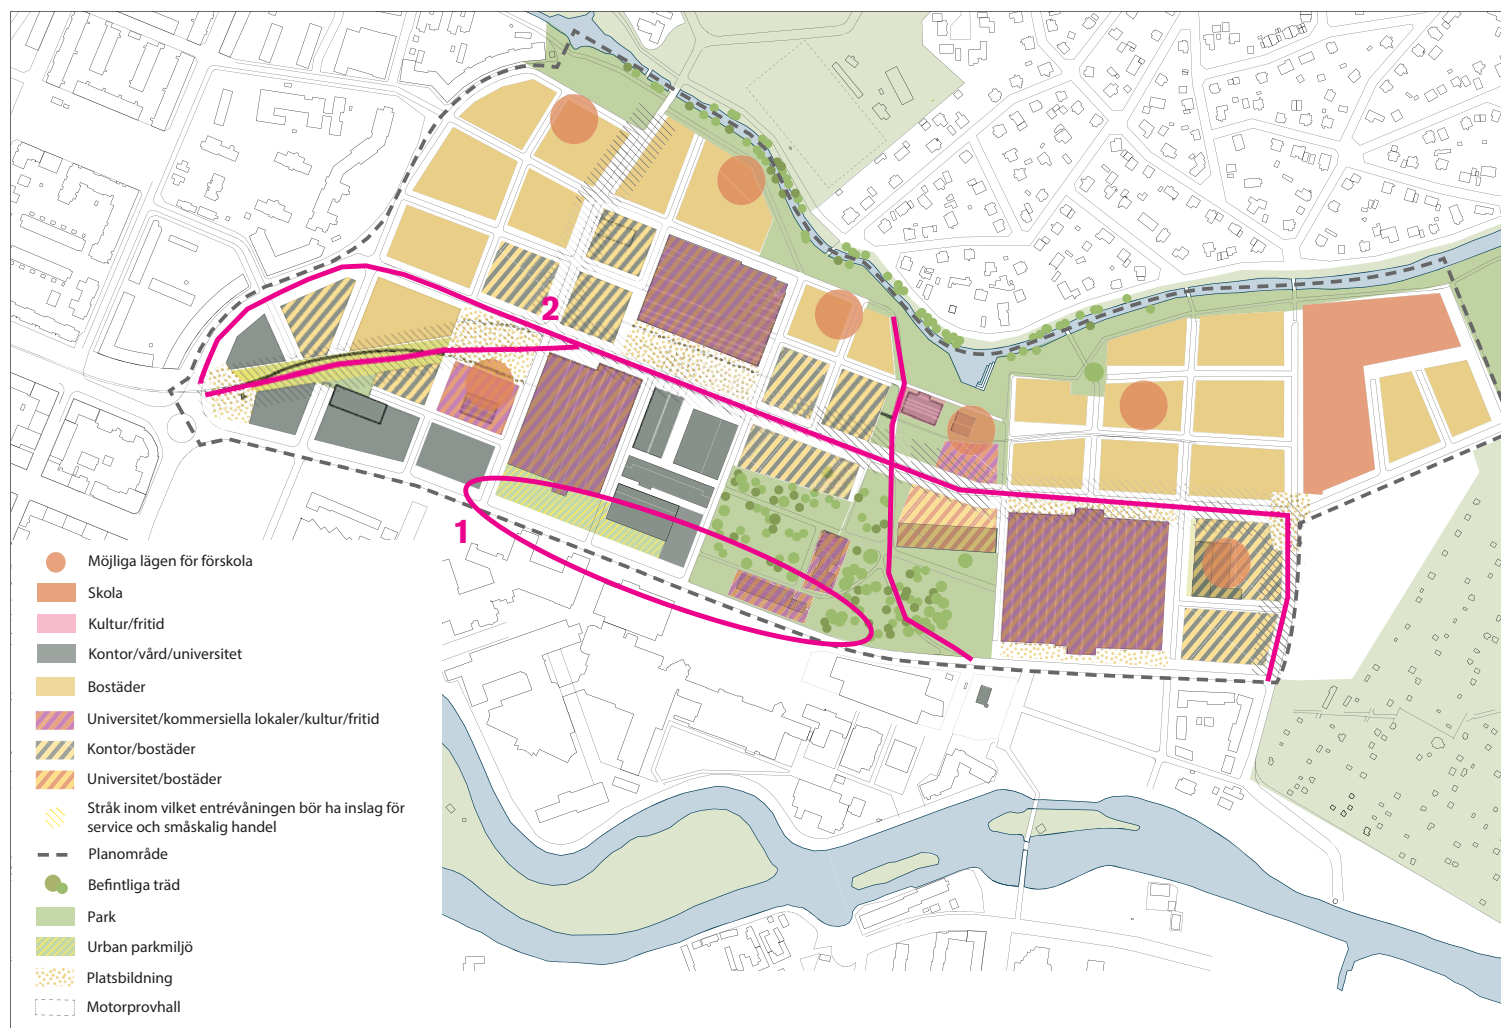 2
1
Möjliga lägen för förskola
Skola
Kultur/fritid
Kontor/vård/universitet
Bostäder
Universitet/kommersiella lokaler/kultur/fritid
Kontor/bostäder
Universitet/bostäder
Stråk inom vilket entrévåningen bör ha inslag för
service och småskalig handel
Planområde
Befintliga träd
Park
Urban parkmiljö
Platsbildning
Motorprovhall